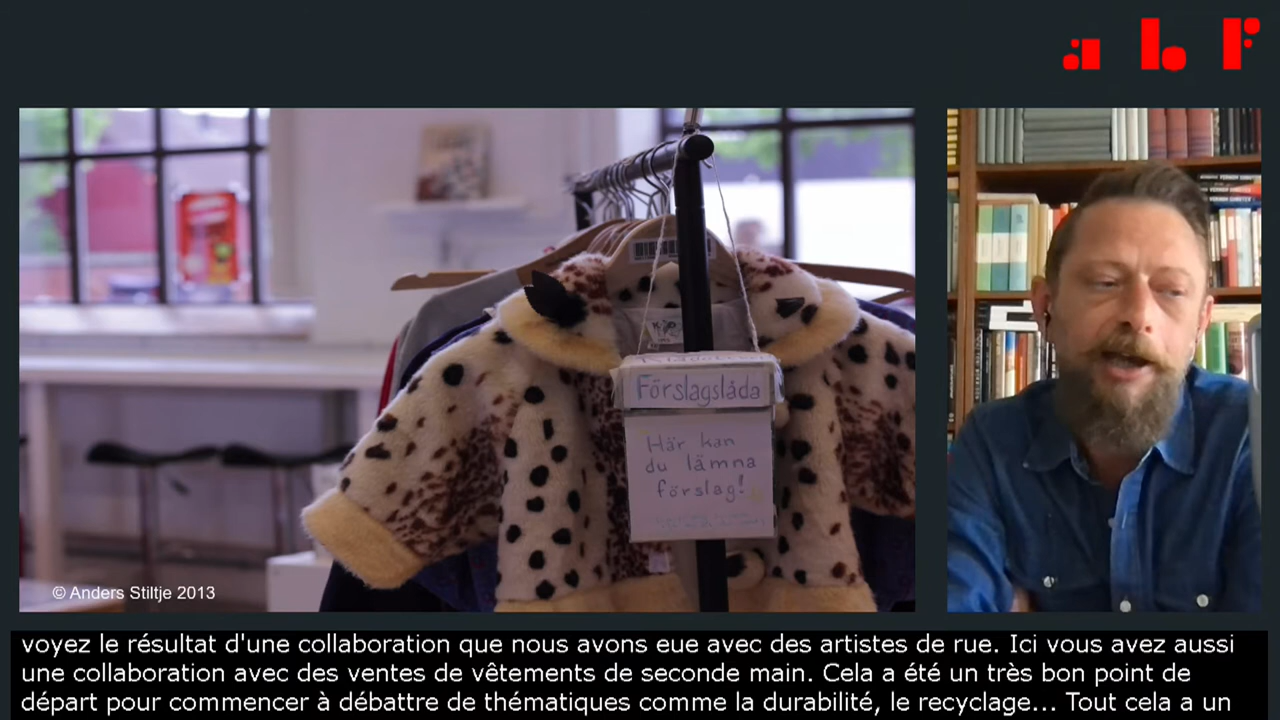 abF
Förslagslåda
Här kan
du lämna
förslag!
© Anders Stiltje 2013
voyez le résultat d'une collaboration que nous avons eue avec des artistes de rue. Ici vous avez aussi
une collaboration avec des ventes de vêtements de seconde main. Cela a été un très bon point de
départ pour commencer à débattre de thématiques comme la durabilité, le recyclage... Tout cela a un